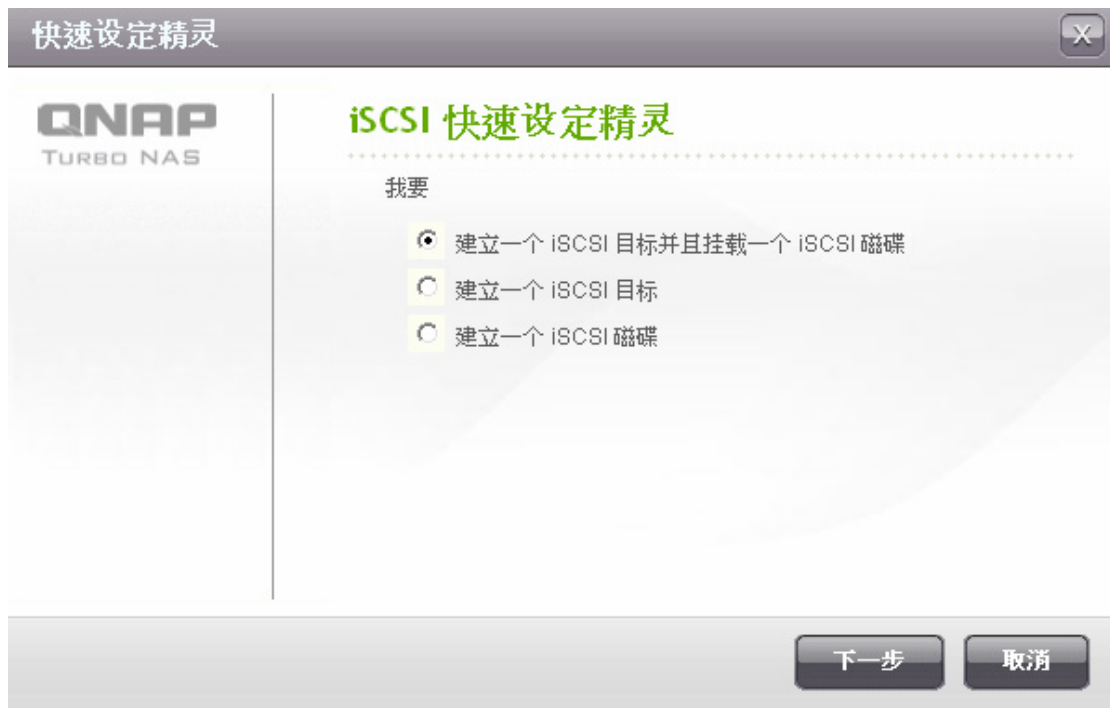 快速设定精灵
X
QNAP
TURBO NAS
iSCSI 快速设定精灵
我要
建立一个 iSCSI 目标并且挂载一个 iSCSI 磁碟
建立一个 iSCSI 目标
建立一个 iSCSI 磁碟
下一步
取消